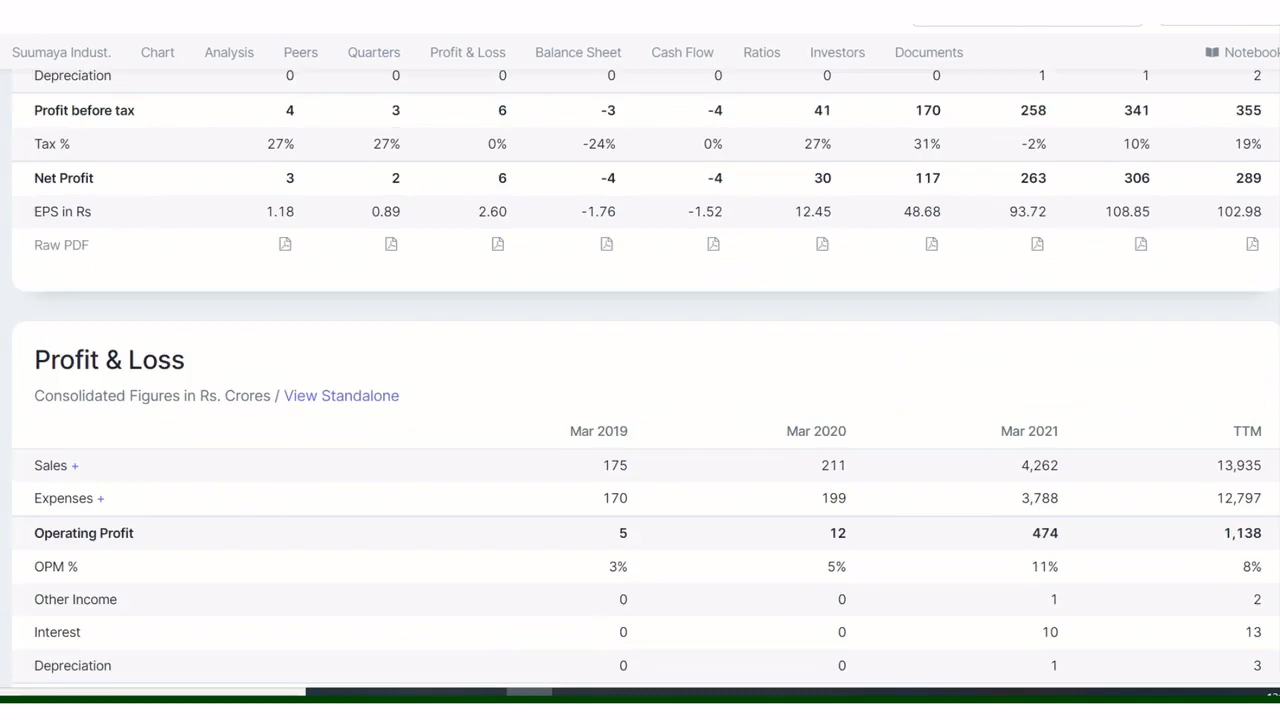 Suumaya Indust. Chart Analysis Peers Quarters Profit & Loss Balance Sheet Cash Flow Ratios Investors Documents
Depreciation 0 0 0 0 0 0 0 1 1 2
Profit before tax 4 3 6 -3 -4 41 170 258 341 355
Tax % 27% 27% 0% -24% 0% 27% 31% -2% 10% 19%
Net Profit 3 2 6 -4 -4 30 117 263 306 289
EPS in Rs 1.18 0.89 2.60 -1.76 -1.52 12.45 48.68 93.72 108.85 102.98
Raw PDF
Profit & Loss
Consolidated Figures in Rs. Crores / View Standalone
Mar 2019 Mar 2020 Mar 2021 TTM
Sales + 175 211 4,262 13,935
Expenses + 170 199 3,788 12,797
Operating Profit 5 12 474 1,138
OPM % 3% 5% 11% 8%
Other Income 0 0 1 2
Interest 0 0 10 13
Depreciation 0 0 1 3